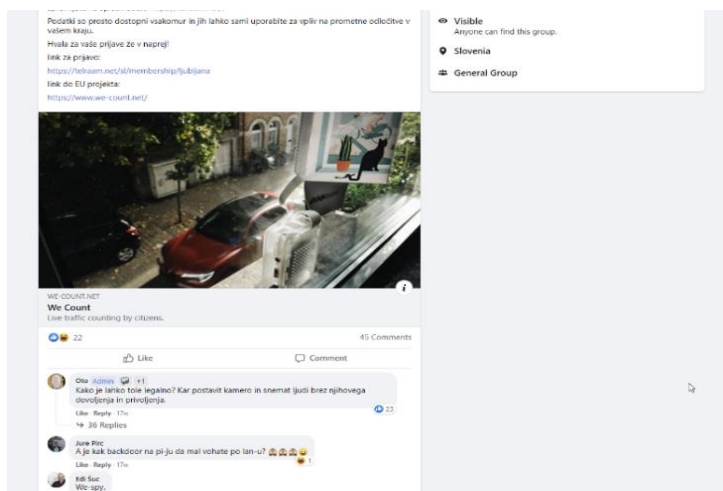 Podatki so prosto dostopni vsakomur in jih lahko sami uporabite za vpliv na prometne odločitve v
vašem kraju.
Hvala za vaše prijave že v naprej!
link za prijavo:
https://telraam.net/sl/membership/ljubljana
link do EU projekta:
https://www.we-count.net/
WE-COUNT.NET
We Count
Live traffic counting by citizens.
22
45 Comments
Like
Comment
Oto Admin +1
Kako je lahko tole legalno? Kar postavit kamero in snemat ljudi brez njihovega
dovoljenja in privoljenja.
23
Like · Reply · 17w
36 Replies
Jure Pirc
A je kak backdoor na pi-ju da mal vohate po lan-u?
1
Like · Reply · 17w
Edi Suc
We-spy.
Visible
Anyone can find this group.
Slovenia
General Group